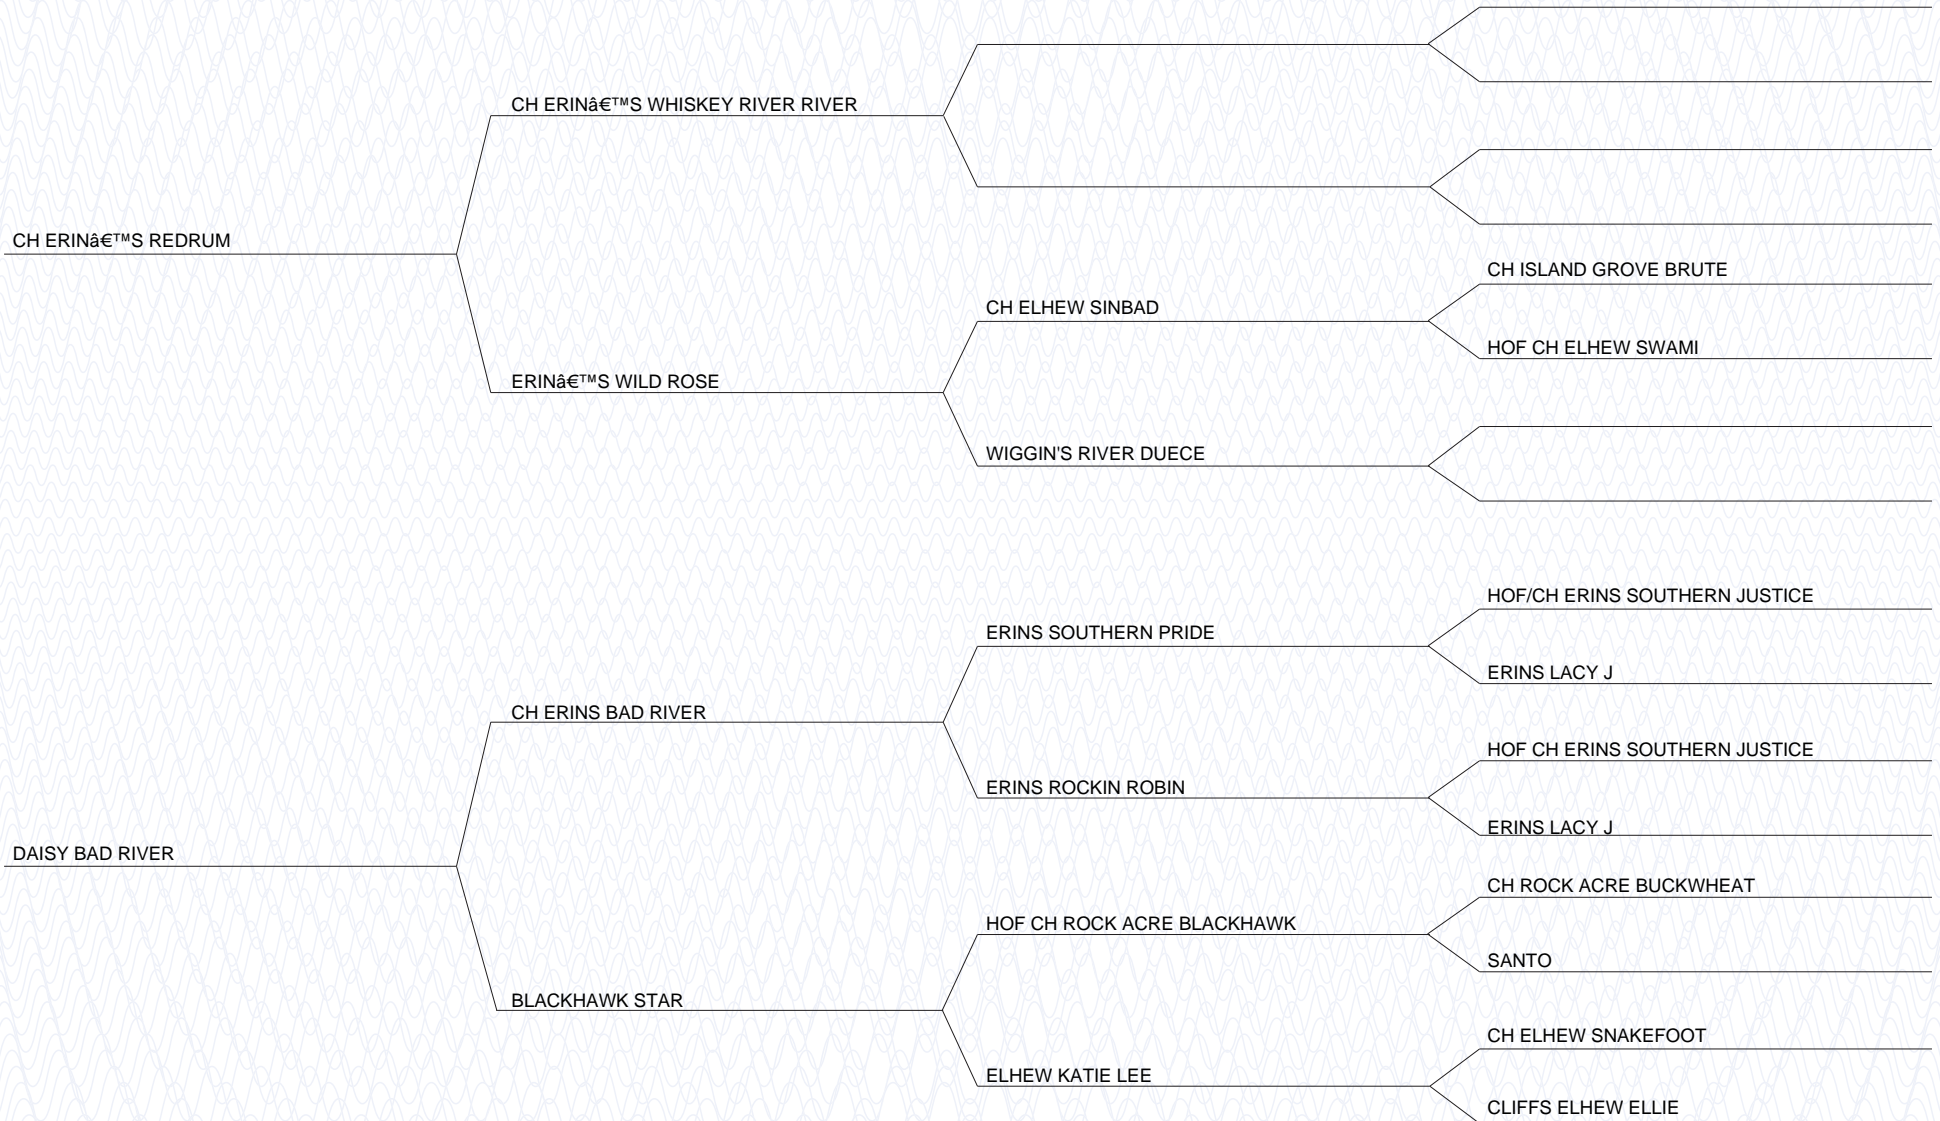 CH ERINâ€™S WHISKEY RIVER RIVER
CH ERINâ€™S REDRUM
CH ISLAND GROVE BRUTE
CH ELHEW SINBAD
HOF CH ELHEW SWAMI
ERINâ€™S WILD ROSE
WIGGIN'S RIVER DUECE
HOF/CH ERINS SOUTHERN JUSTICE
ERINS SOUTHERN PRIDE
ERINS LACY J
CH ERINS BAD RIVER
HOF CH ERINS SOUTHERN JUSTICE
ERINS ROCKIN ROBIN
ERINS LACY J
DAISY BAD RIVER
CH ROCK ACRE BUCKWHEAT
HOF CH ROCK ACRE BLACKHAWK
SANTO
BLACKHAWK STAR
CH ELHEW SNAKEFOOT
ELHEW KATIE LEE
CLIFFS ELHEW ELLIE